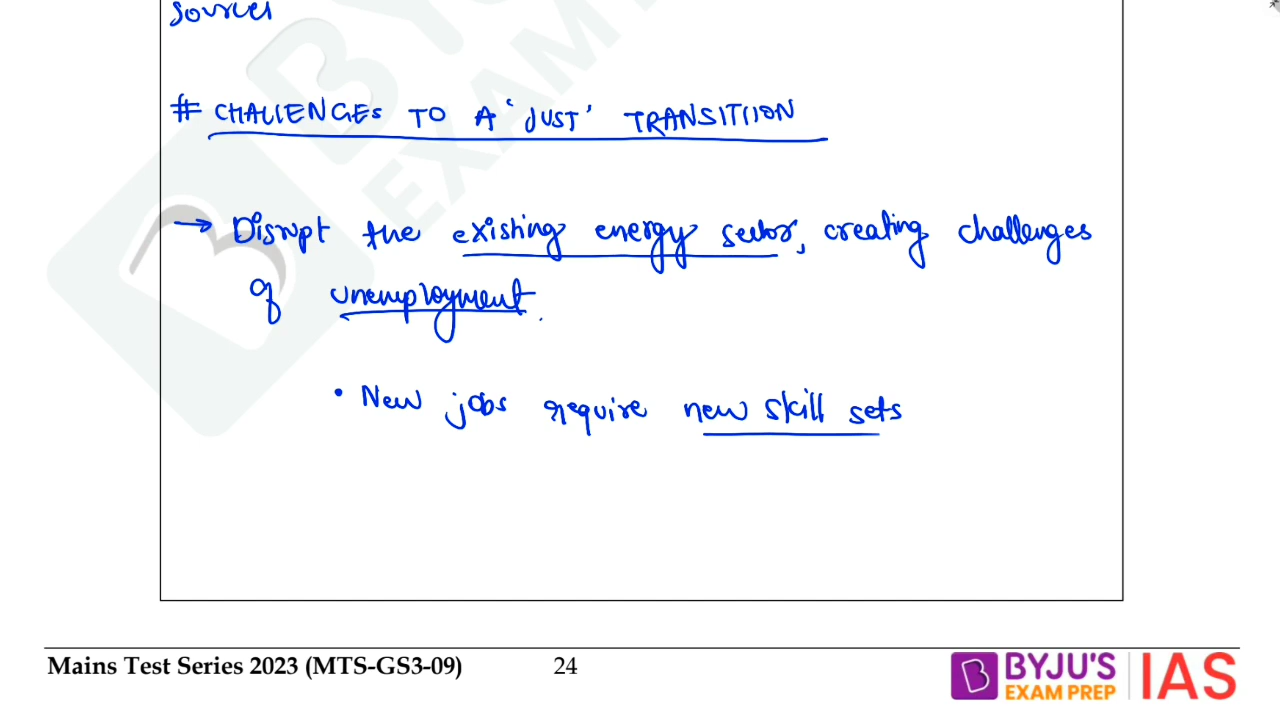 sources
# CHALLENGES TO A 'JUST' TRANSITIION
→ Disrupt the existing energy sector, creating challenges
of unemployment.
• New jobs require new skill sets
Mains Test Series 2023 (MTS-GS3-09) 24
BYJU'S
EXAM PREP
IAS